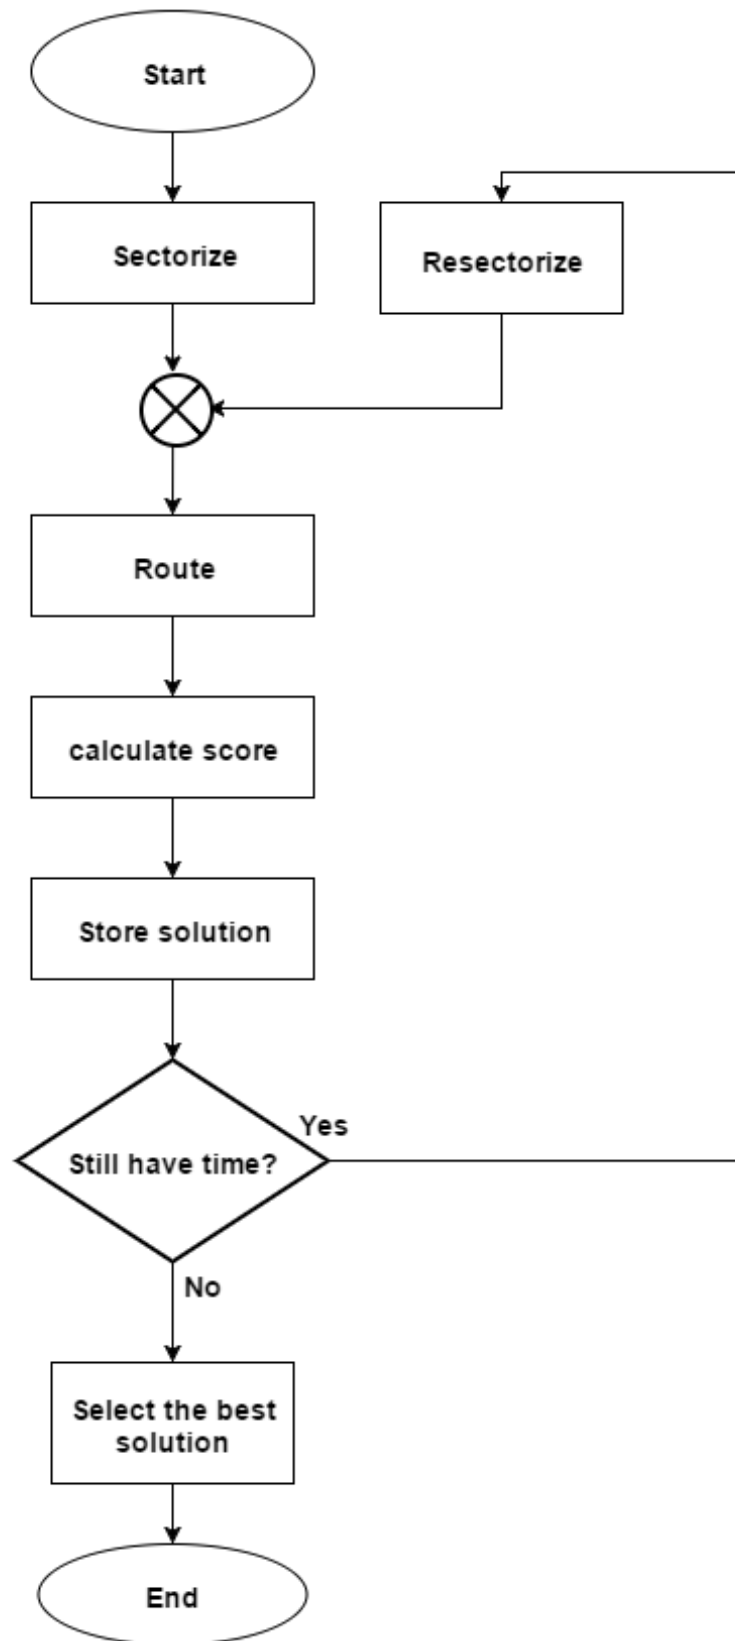 Start
Sectorize
Resectorize
Route
calculate score
Store solution
Yes
Still have time?
No
Select the best
solution
End